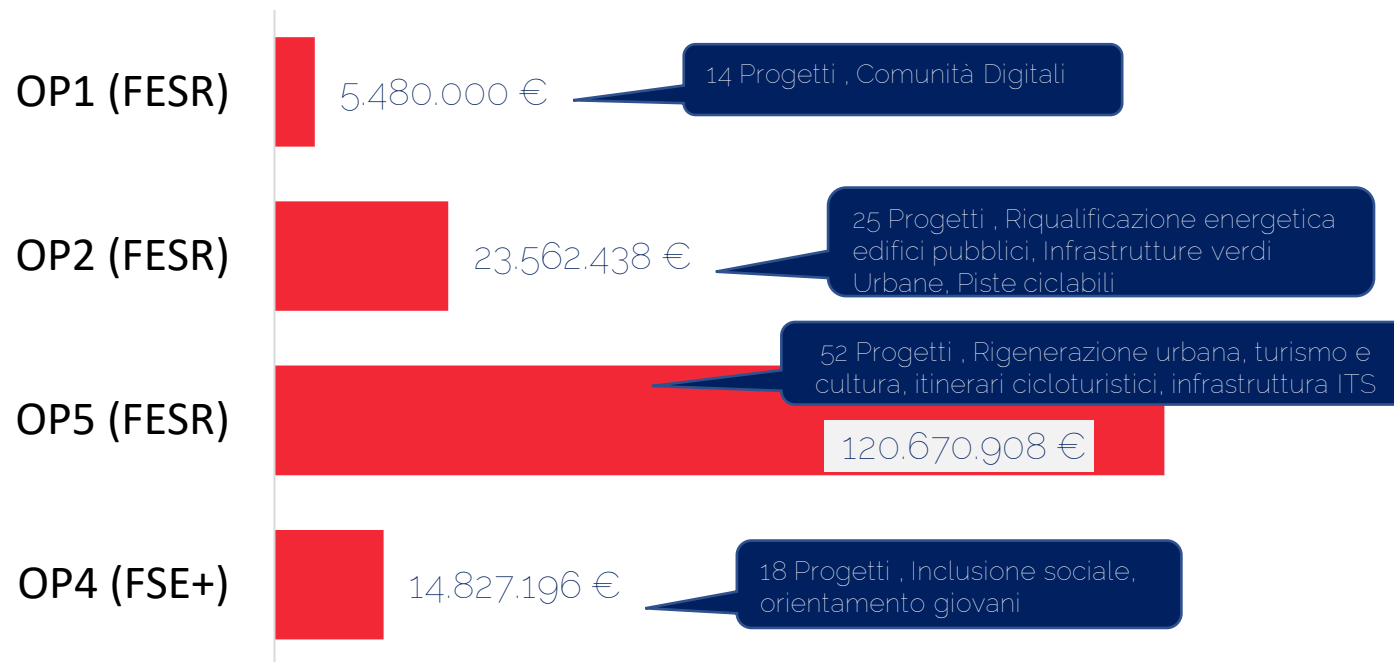 OP1 (FESR)
5.480.000 €
14 Progetti , Comunità Digitali
OP2 (FESR)
23.562.438 €
25 Progetti , Riqualificazione energetica
edifici pubblici, Infrastrutture verdi
Urbane, Piste ciclabili
OP5 (FESR)
52 Progetti , Rigenerazione urbana, turismo e
cultura, itinerari cicloturistici, infrastruttura ITS
120.670.908 €
OP4 (FSE+)
14.827.196 €
18 Progetti , Inclusione sociale,
orientamento giovani